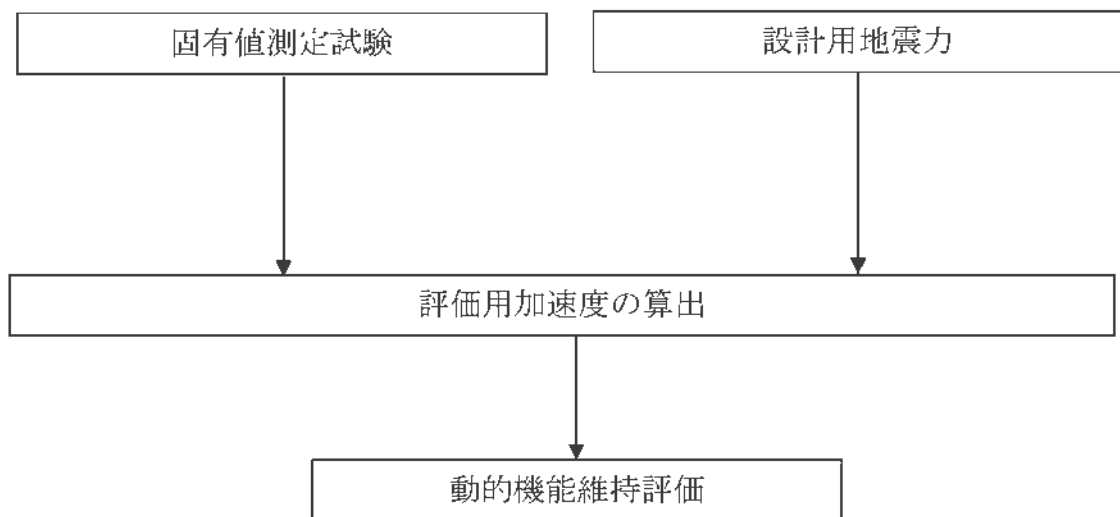 固有値測定試験
設計用地震力
評価用加速度の算出
動的機能維持評価